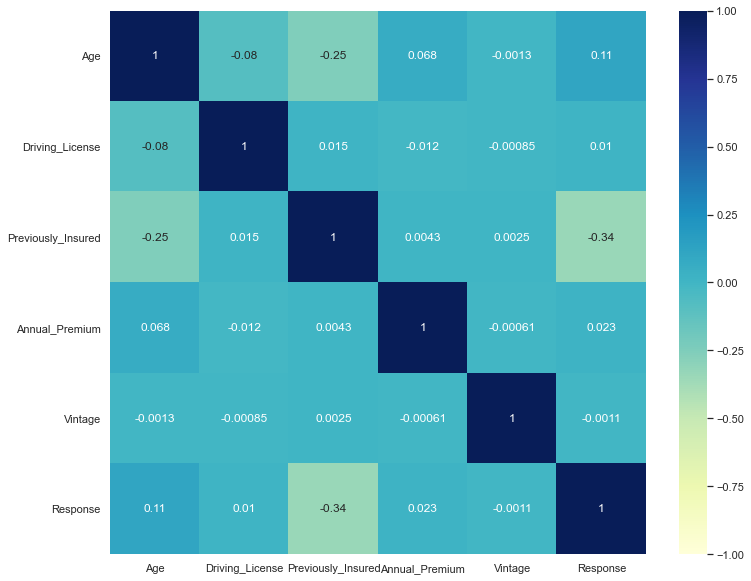 Age 1 -0.08 -0.25 0.068 -0.0013 0.11
Driving_License -0.08 1 0.015 -0.012 -0.00085 0.01
Previously_Insured -0.25 0.015 1 0.0043 0.0025 -0.34
Annual_Premium 0.068 -0.012 0.0043 1 -0.00061 0.023
Vintage -0.0013 -0.00085 0.0025 -0.00061 1 -0.0011
Response 0.11 0.01 -0.34 0.023 -0.0011 1
Age Driving_License Previously_Insured Annual_Premium Vintage Response
1.00
0.75
0.50
0.25
0.00
−0.25
−0.50
−0.75
−1.00